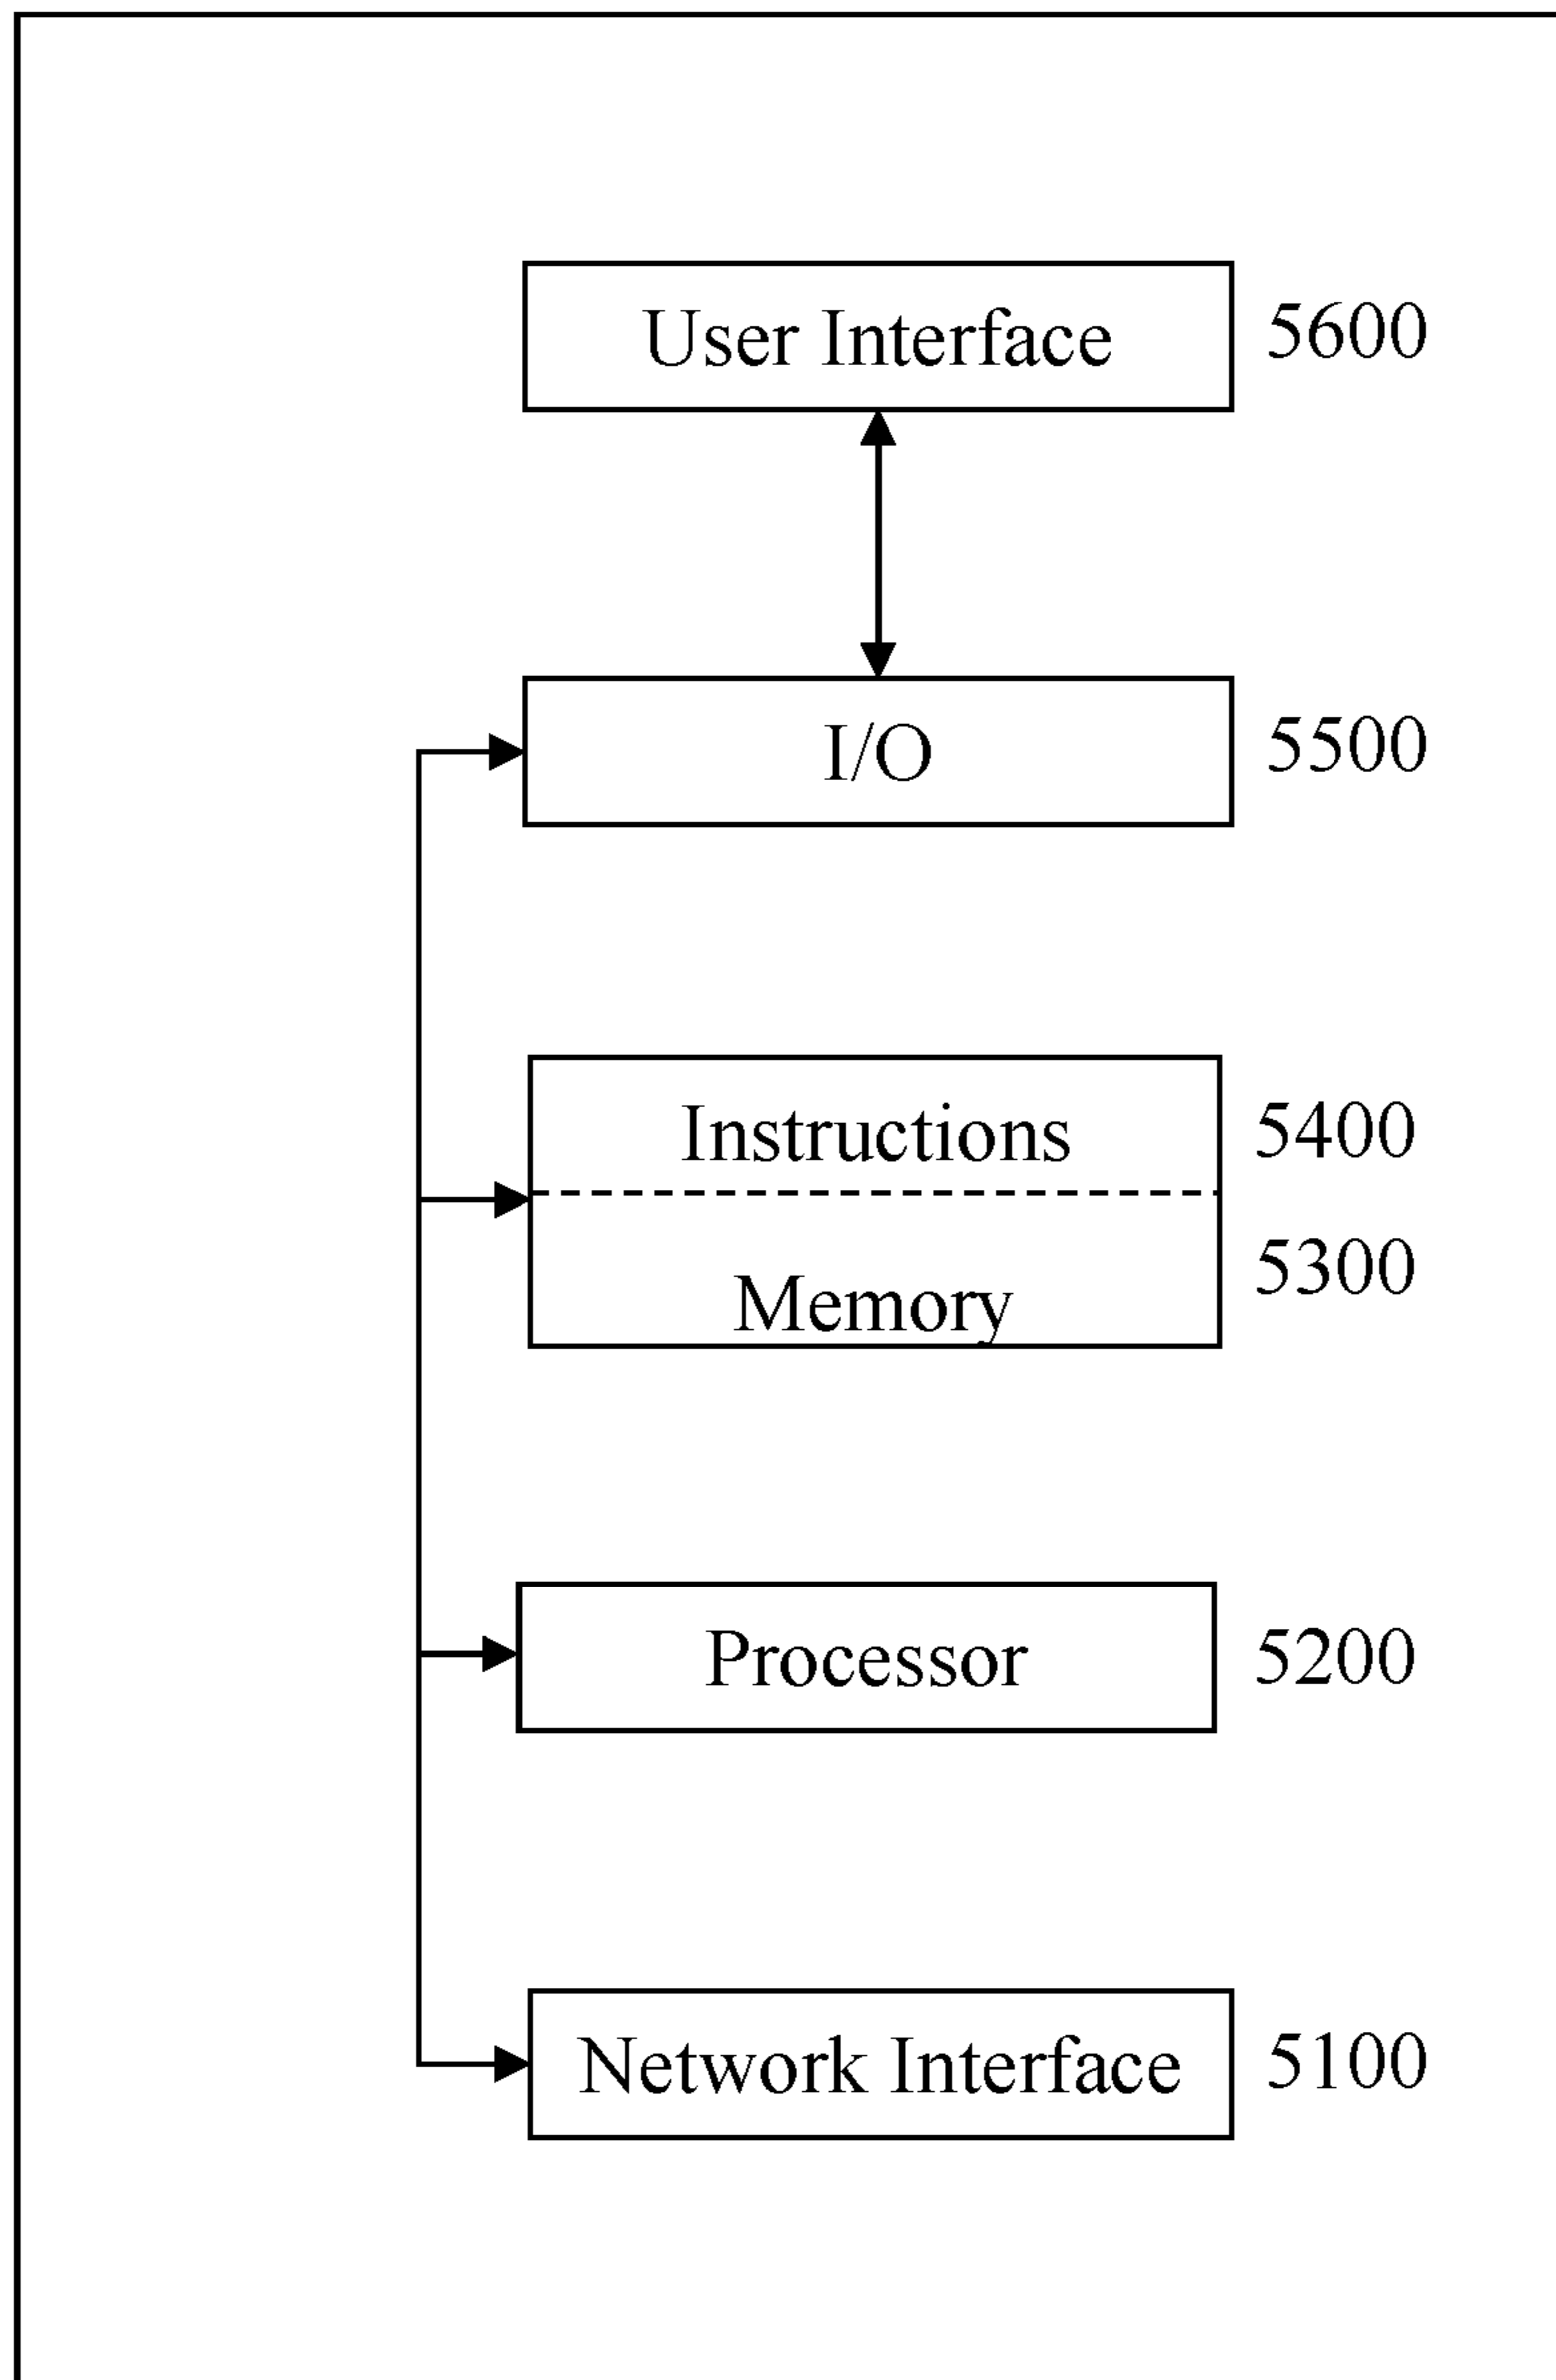 User Interface 5600
I/O 5500
Instructions 5400
Memory 5300
Processor 5200
Network Interface 5100